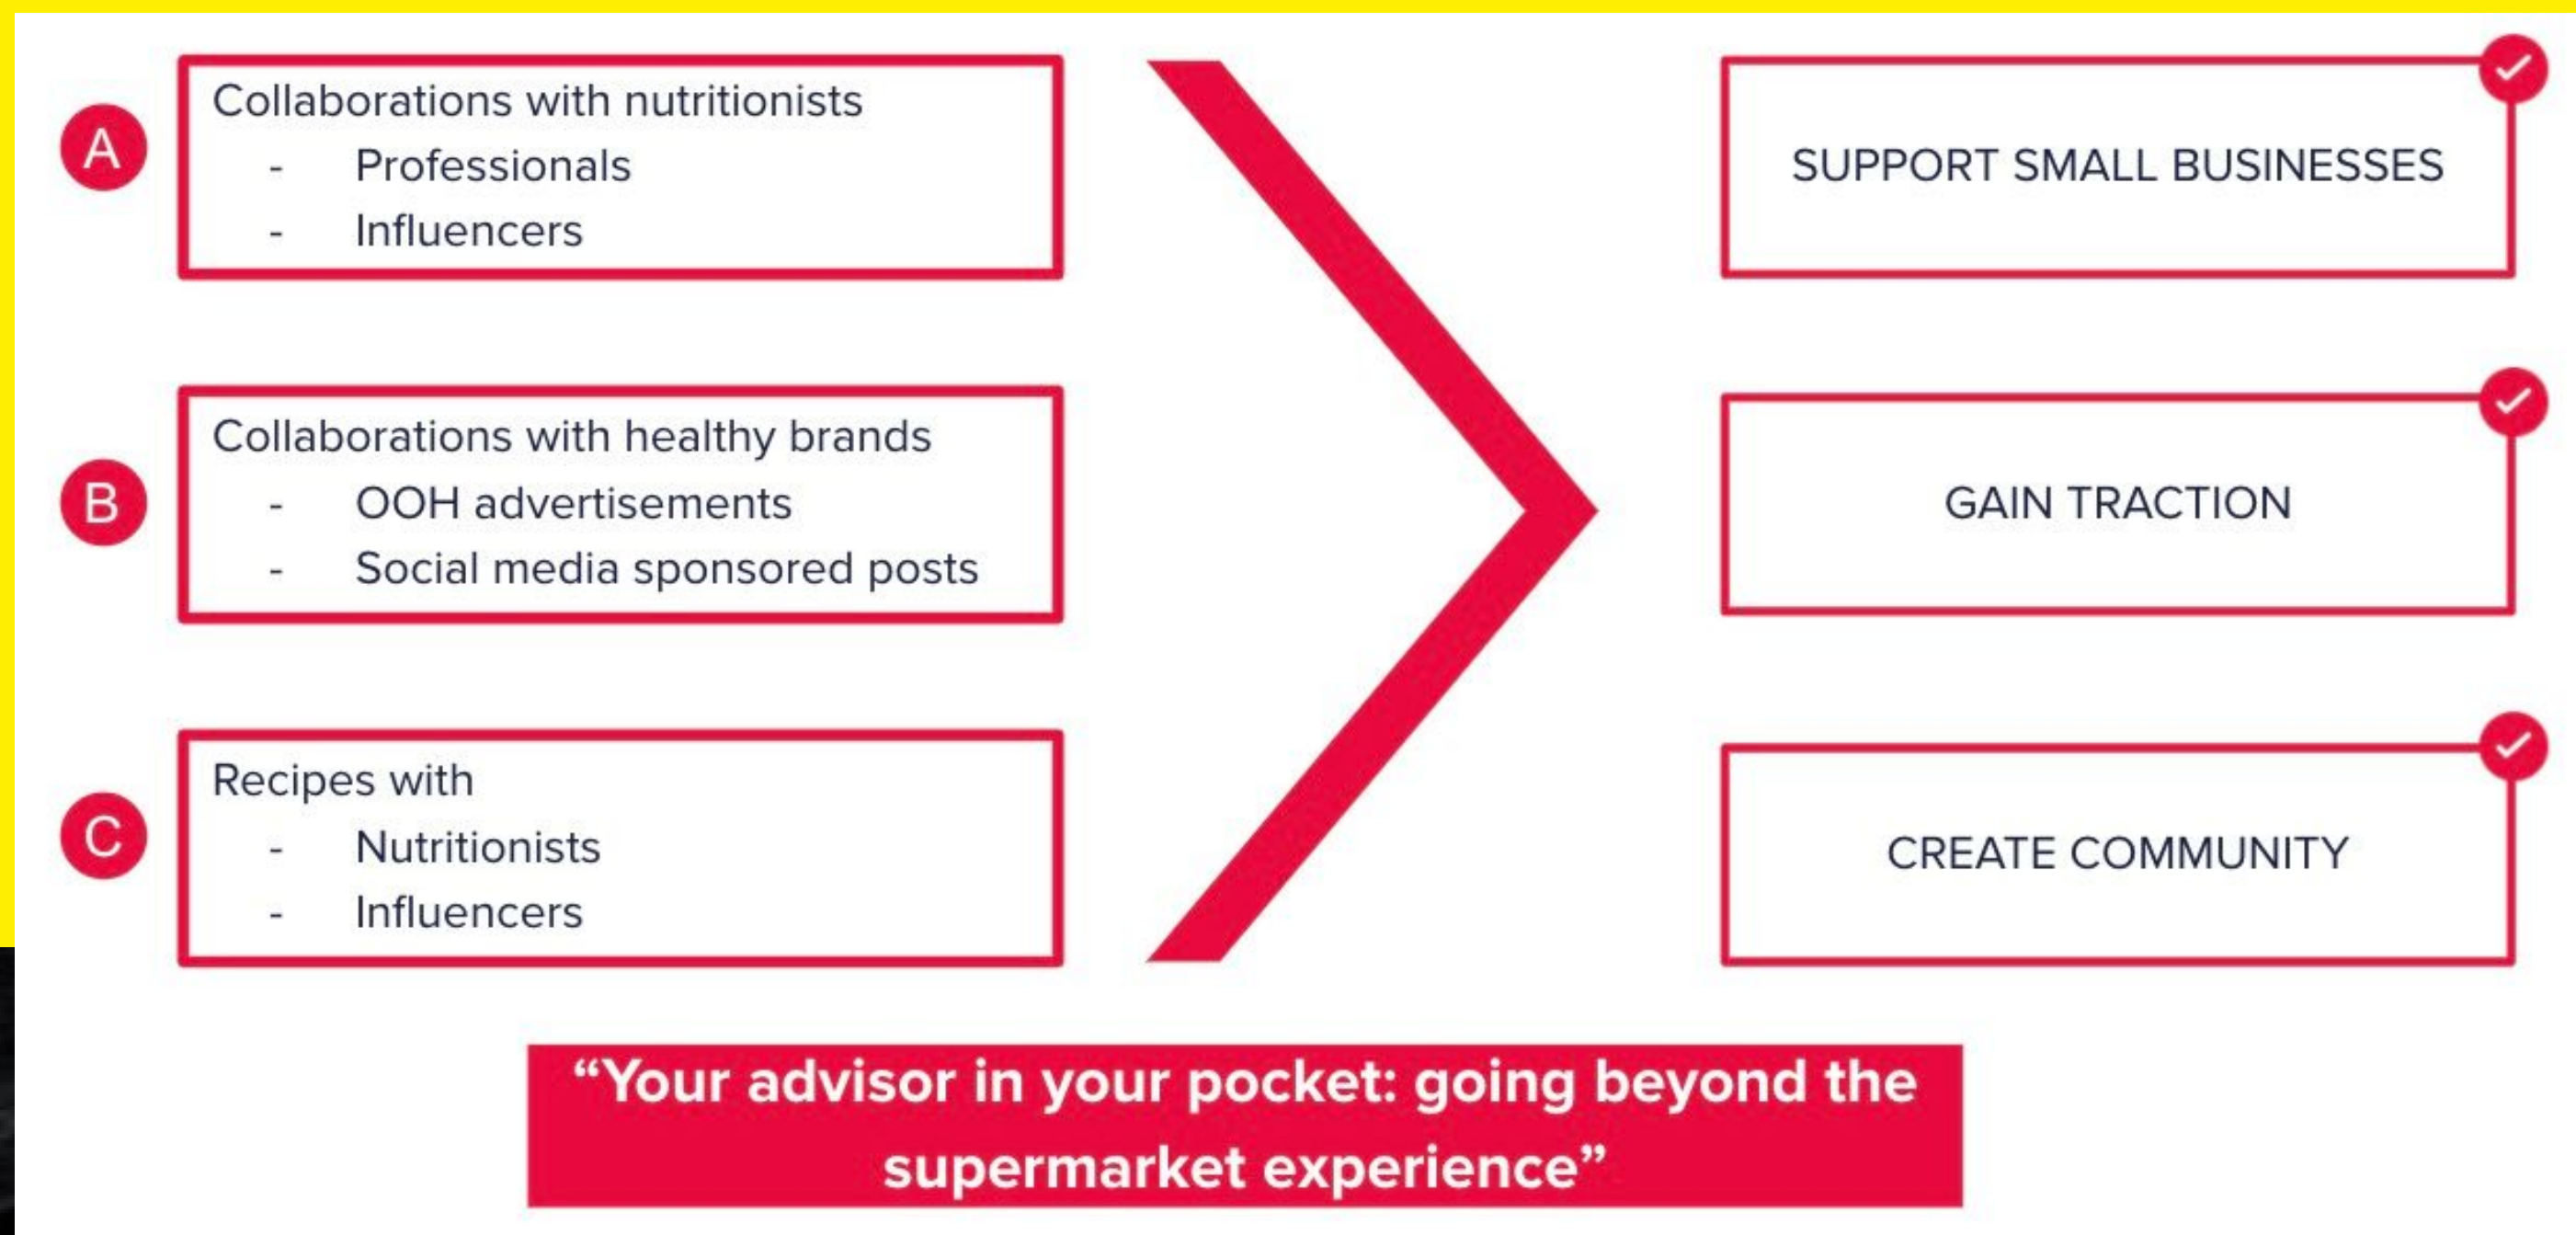 A
Collaborations with nutritionists
- Professionals
- Influencers
SUPPORT SMALL BUSINESSES
B
Collaborations with healthy brands
- OOH advertisements
- Social media sponsored posts
GAIN TRACTION
C
Recipes with
- Nutritionists
- Influencers
CREATE COMMUNITY
“Your advisor in your pocket: going beyond the
supermarket experience”